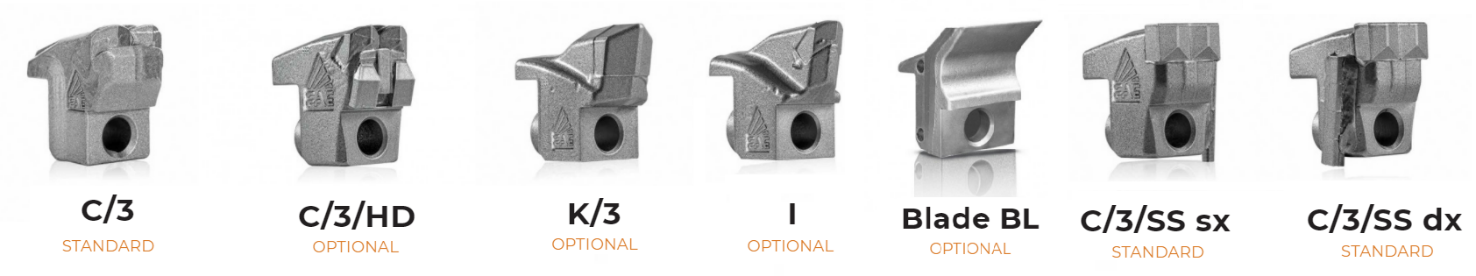 C/3
STANDARD
C/3/HD
OPTIONAL
K/3
OPTIONAL
I
OPTIONAL
Blade BL
OPTIONAL
C/3/SS sx
STANDARD
C/3/SS dx
STANDARD